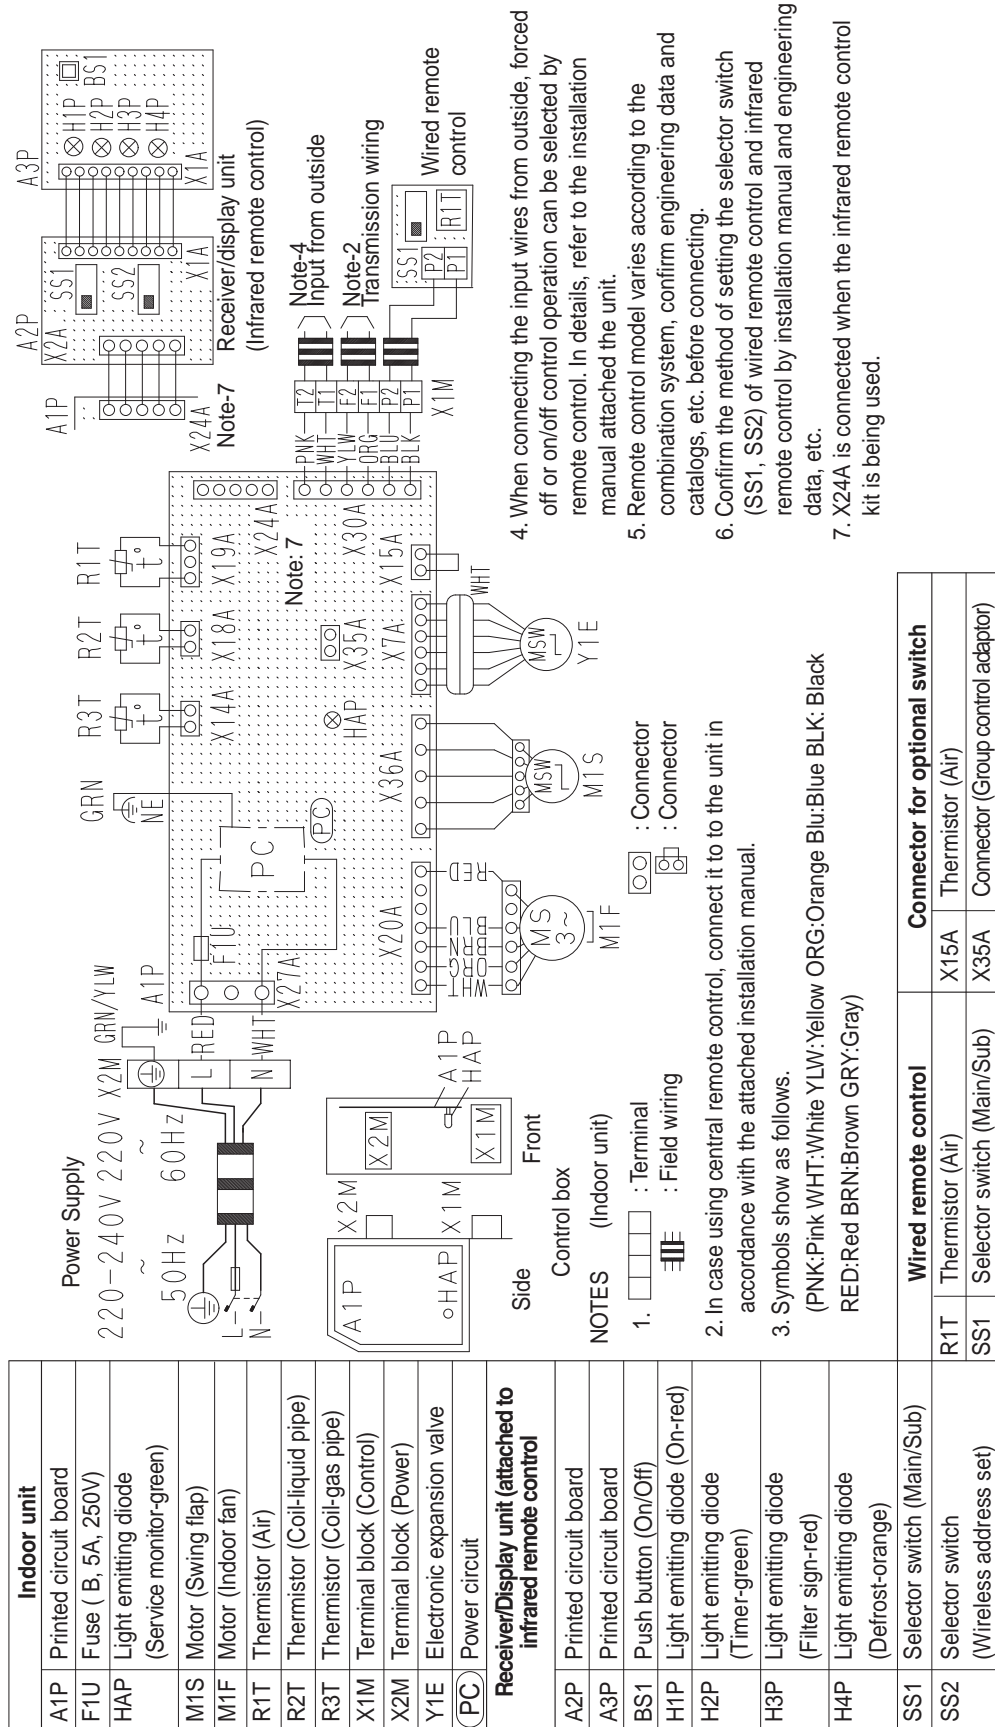 Indoor unit
A1P Printed circuit board
F1U Fuse ( B, 5A, 250V)
HAP Light emitting diode
(Service monitor-green)
M1S Motor (Swing flap)
M1F Motor (Indoor fan)
R1T Thermistor (Air)
R2T Thermistor (Coil-liquid pipe)
R3T Thermistor (Coil-gas pipe)
X1M Terminal block (Control)
X2M Terminal block (Power)
Y1E Electronic expansion valve
PC Power circuit
Receiver/Display unit (attached to
infrared remote control
A2P Printed circuit board
A3P Printed circuit board
BS1 Push button (On/Off)
H1P Light emitting diode (On-red)
H2P Light emitting diode
(Timer-green)
H3P Light emitting diode
(Filter sign-red)
H4P Light emitting diode
(Defrost-orange)
SS1 Selector switch (Main/Sub)
SS2 Selector switch
(Wireless address set)
Wired remote control
R1T Thermistor (Air)
SS1 Selector switch (Main/Sub)
Connector for optional switch
X15A Thermistor (Air)
X35A Connector (Group control adaptor)
Power Supply
220-240V 220V
~ ~
50Hz 60Hz
L
N
X2M
GRN/YLW
A1P
L RED
N WHT
X27A
F1U
PC
PC
GRN
NE
R3T
R2T
R1T
t°
t°
t°
X14A
X18A
X19A
HAP
X35A
X24A
Note: 7
X30A
X20A
X36A
X7A
X15A
WHT
ORG
BRN
BLU
RED
MS
3~
M1F
MSW
M1S
MSW
Y1E
WHT
PNK
WHT
YLW
ORG
BLU
BLK
T2
T1
F2
F1
P2
P1
X1M
Note-4
Input from outside
Note-2
Transmission wiring
Wired remote
control
SS1
P2
P1
R1T
A1P
X24A
Note-7
A2P
X2A
SS1
SS2
X1A
A3P
BS1
H1P
H2P
H3P
H4P
X1A
Receiver/display unit
(Infrared remote control)
A1P
HAP
X2M
X1M
Side
X2M
X1M
A1P
HAP
Front
Control box
(Indoor unit)
NOTES
1. : Terminal
: Field wiring
: Connector
: Connector
2. In case using central remote control, connect it to to the unit in
accordance with the attached installation manual.
3. Symbols show as follows.
(PNK:Pink WHT:White YLW:Yellow ORG:Orange Blu:Blue BLK: Black
RED:Red BRN:Brown GRY:Gray)
4. When connecting the input wires from outside, forced
off or on/off control operation can be selected by
remote control. In details, refer to the installation
manual attached the unit.
5. Remote control model varies according to the
combination system, confirm engineering data and
catalogs, etc. before connecting.
6. Confirm the method of setting the selector switch
(SS1, SS2) of wired remote control and infrared
remote control by installation manual and engineering
data, etc.
7. X24A is connected when the infrared remote control
kit is being used.